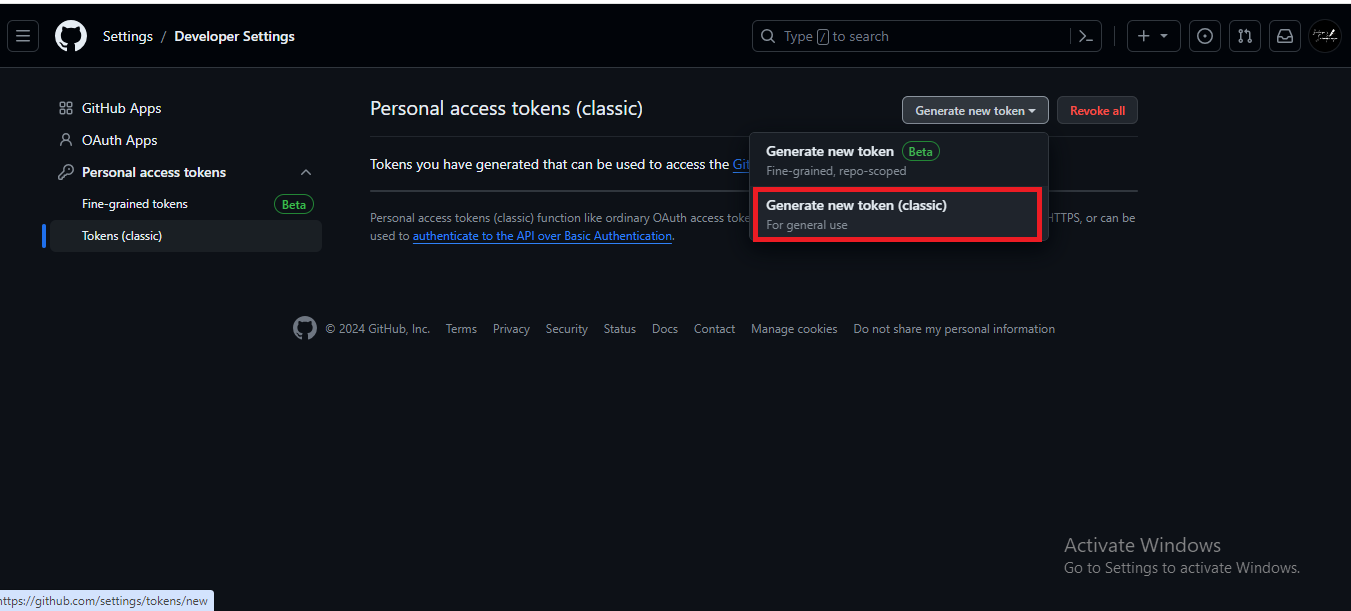 Settings / Developer Settings
Type / to search
GitHub Apps
OAuth Apps
Personal access tokens
Fine-grained tokens Beta
Tokens (classic)
Personal access tokens (classic)
Generate new token
Revoke all
Generate new token Beta
Fine-grained, repo-scoped
Generate new token (classic)
For general use
Tokens you have generated that can be used to access the Git
Personal access tokens (classic) function like ordinary OAuth access toke HTTPS, or can be
used to authenticate to the API over Basic Authentication.
© 2024 GitHub, Inc. Terms Privacy Security Status Docs Contact Manage cookies Do not share my personal information
Activate Windows
Go to Settings to activate Windows.
https://github.com/settings/tokens/new